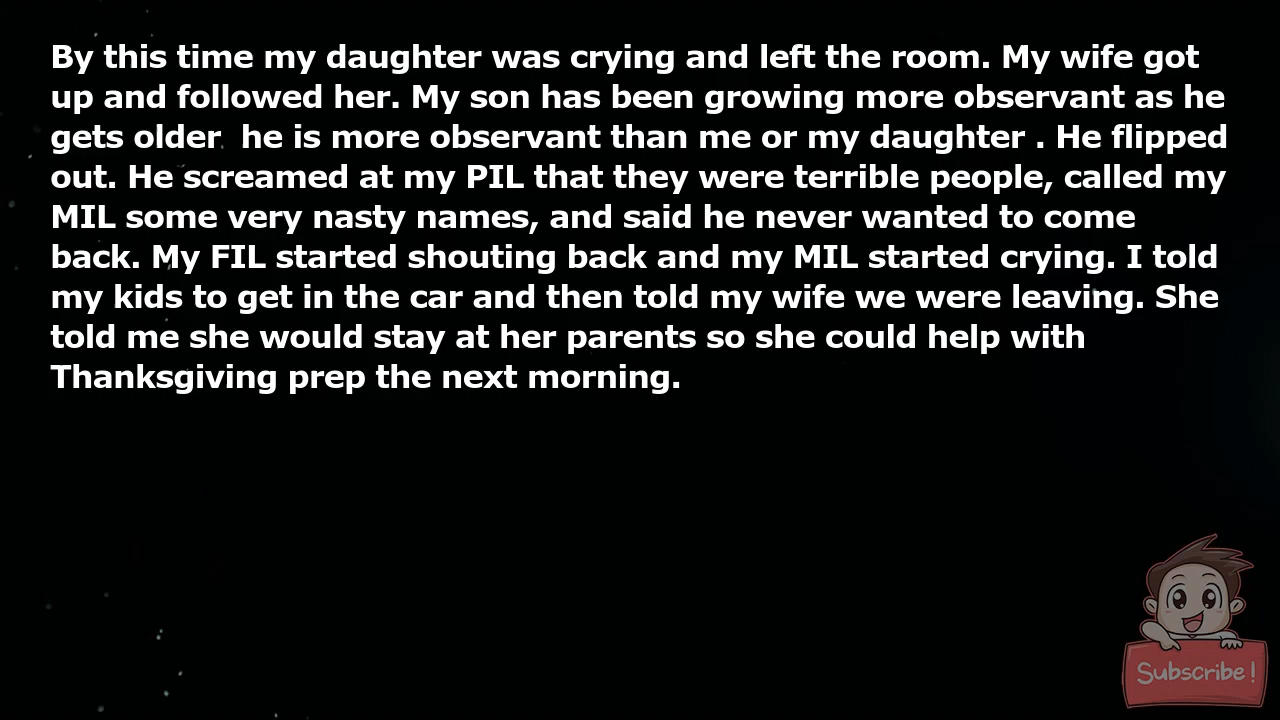 By this time my daughter was crying and left the room. My wife got
up and followed her. My son has been growing more observant as he
gets older  he is more observant than me or my daughter . He flipped
out. He screamed at my PIL that they were terrible people, called my
MIL some very nasty names, and said he never wanted to come
back. My FIL started shouting back and my MIL started crying. I told
my kids to get in the car and then told my wife we were leaving. She
told me she would stay at her parents so she could help with
Thanksgiving prep the next morning.
Subscribe!